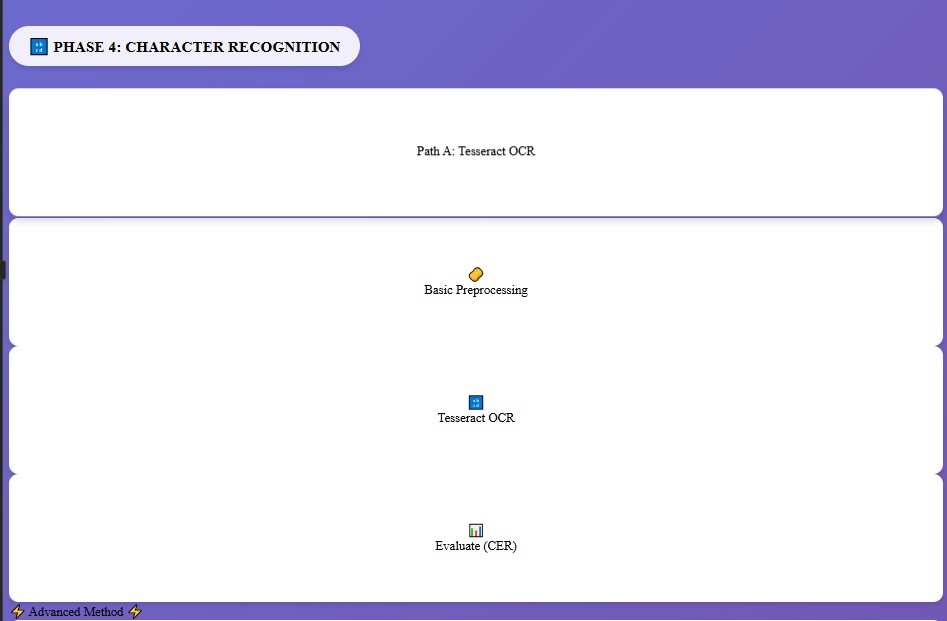 PHASE 4: CHARACTER RECOGNITION
Path A: Tesseract OCR
Basic Preprocessing
Tesseract OCR
Evaluate (CER)
⚡ Advanced Method ⚡